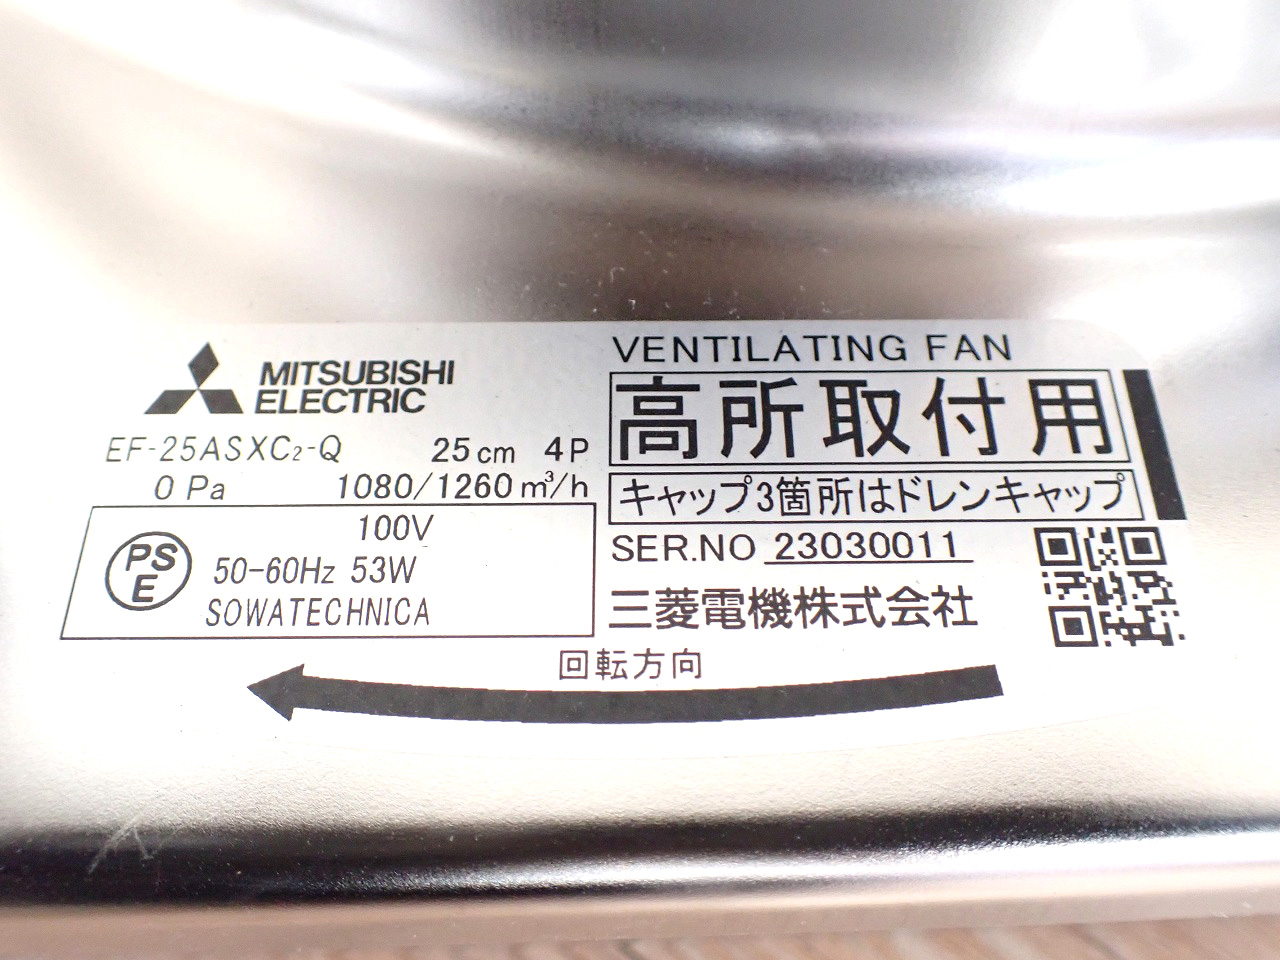 MITSUBISHI
ELECTRIC
EF-25ASXC₂-Q 25cm 4P
0 Pa 1080/1260m³/h
PS
E
100V
50-60Hz 53W
SOWATECHNICA
VENTILATING FAN
高所取付用
キャップ3箇所はドレンキャップ
SER.NO 23030011
三菱電機株式会社
回転方向